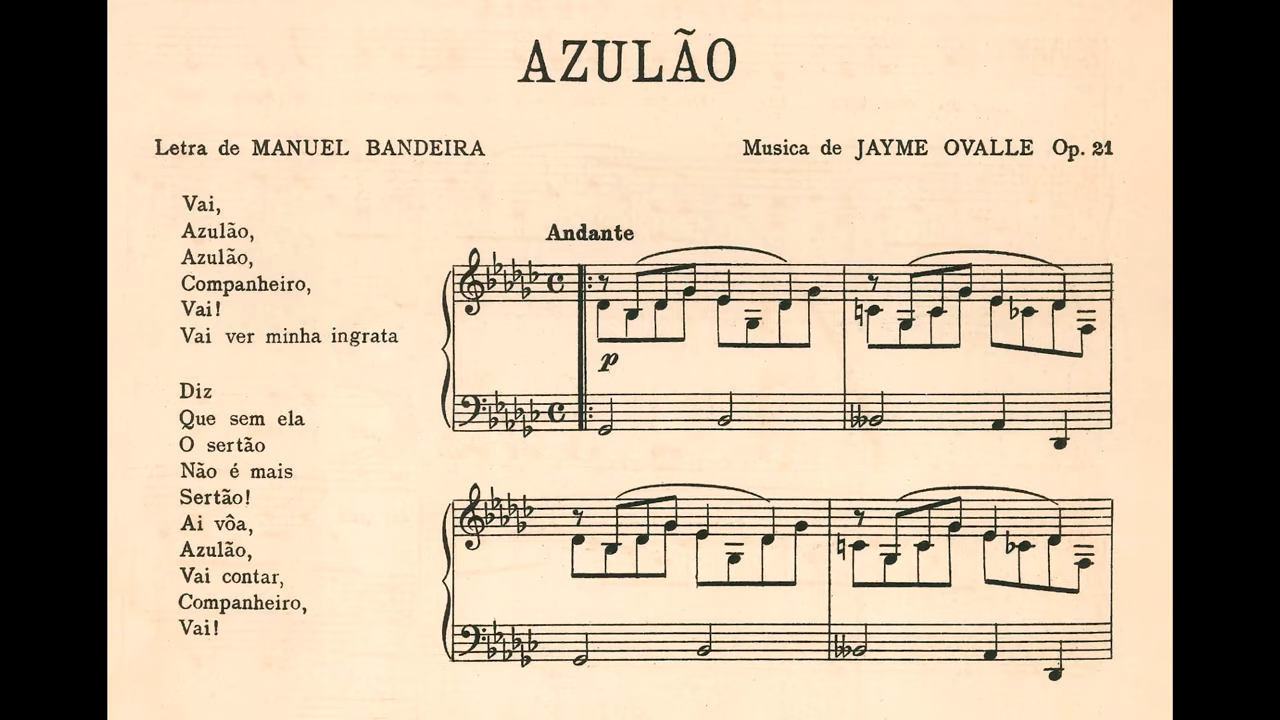 AZULÃO
Letra de MANUEL BANDEIRA
Musica de JAYME OVALLE Op. 21
Vai,
Azulão,
Azulão,
Companheiro,
Vai!
Vai ver minha ingrata
Diz
Que sem ela
O sertão
Não é mais
Sertão!
Ai vôa,
Azulão,
Vai contar,
Companheiro,
Vai!
Andante
p